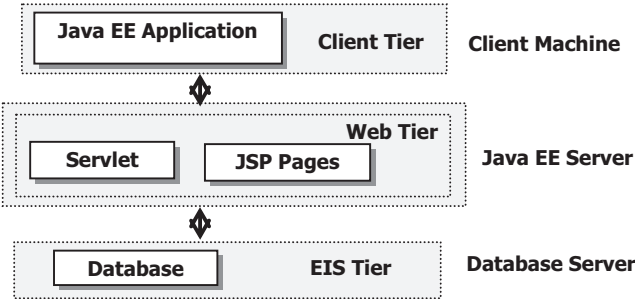 Java EE Application
Client Tier
Client Machine
Web Tier
Servlet
JSP Pages
Java EE Server
Database
EIS Tier
Database Server